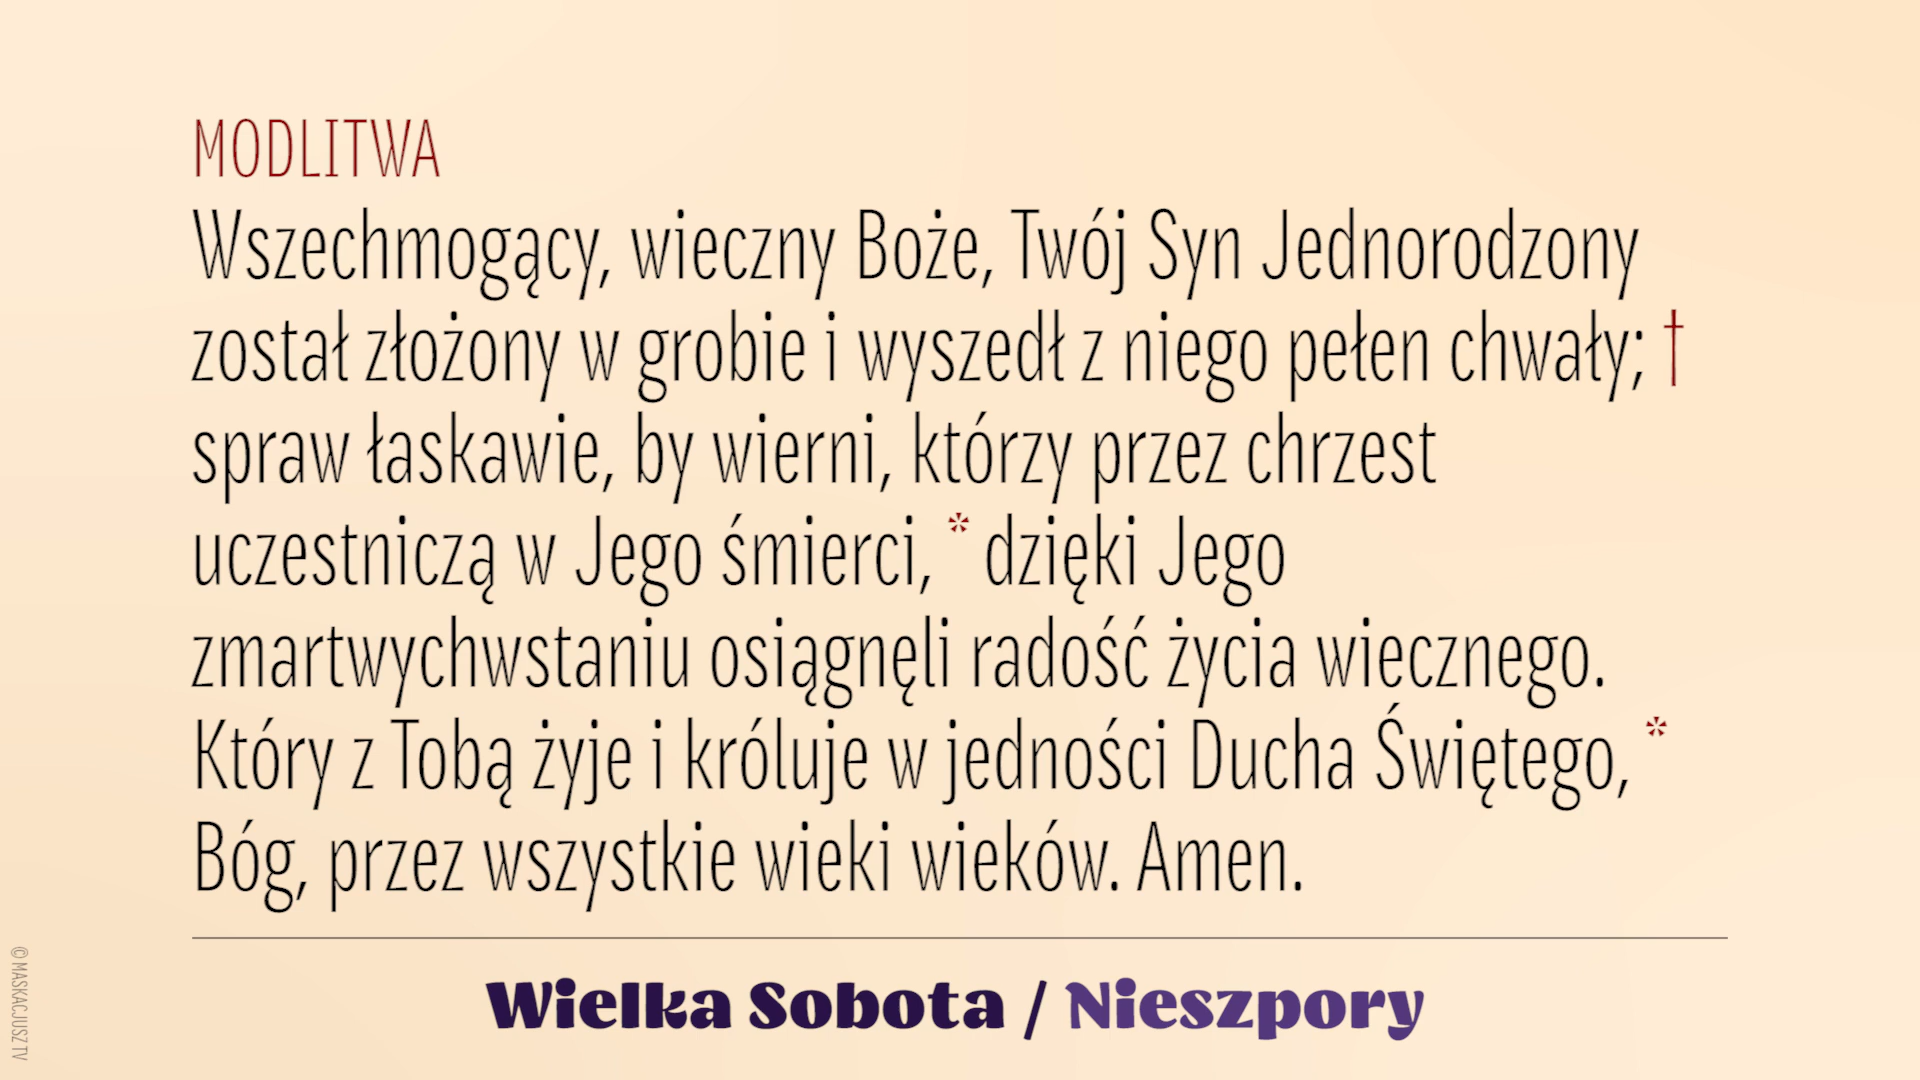 MODLITWA
Wszechmogący, wieczny Boże, Twój Syn Jednorodzony
został złożony w grobie i wyszedł z niego pełen chwały; †
spraw łaskawie, by wierni, którzy przez chrzest
uczestniczą w Jego śmierci, * dzięki Jego
zmartwychwstaniu osiągnęli radość życia wiecznego.
Który z Tobą żyje i króluje w jedności Ducha Świętego, *
Bóg, przez wszystkie wieki wieków. Amen.
Wielka Sobota / Nieszpory
© MASKACJUSZ TV